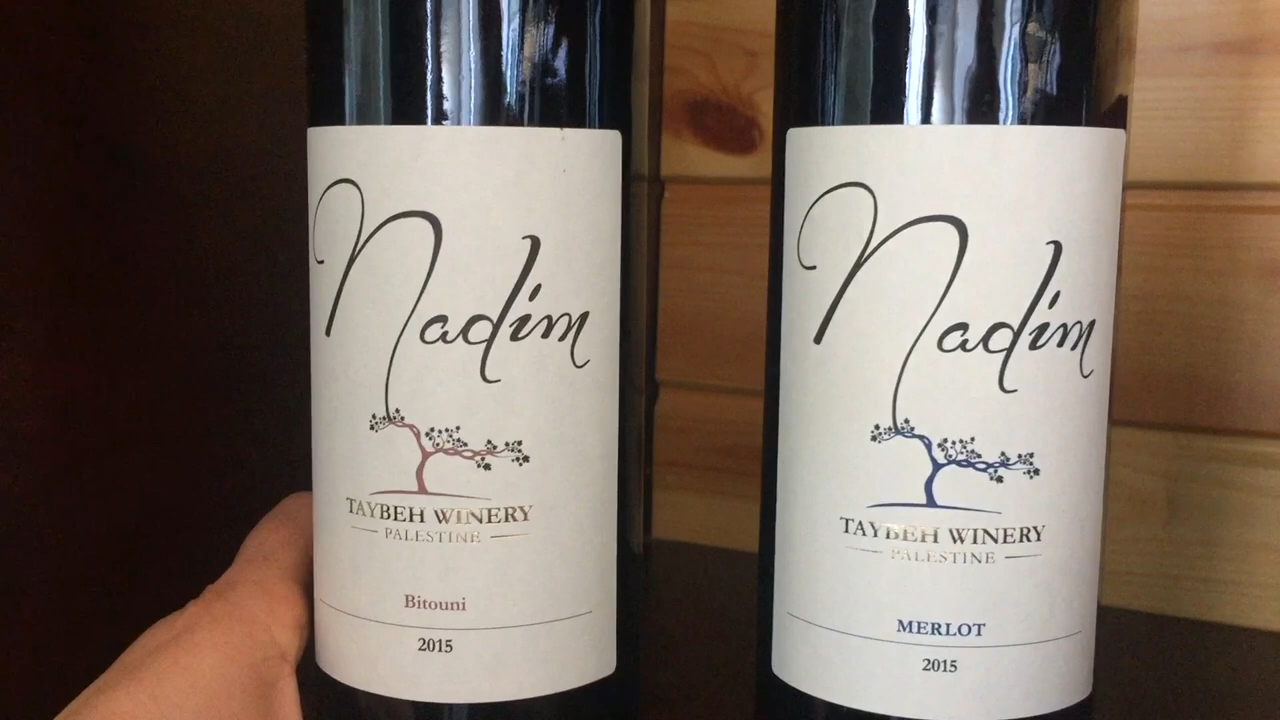 Nadim
TAYBEH WINERY
PALESTINE
Bitouni
2015
Nadim
TAYBEH WINERY
PALESTINE
MERLOT
2015